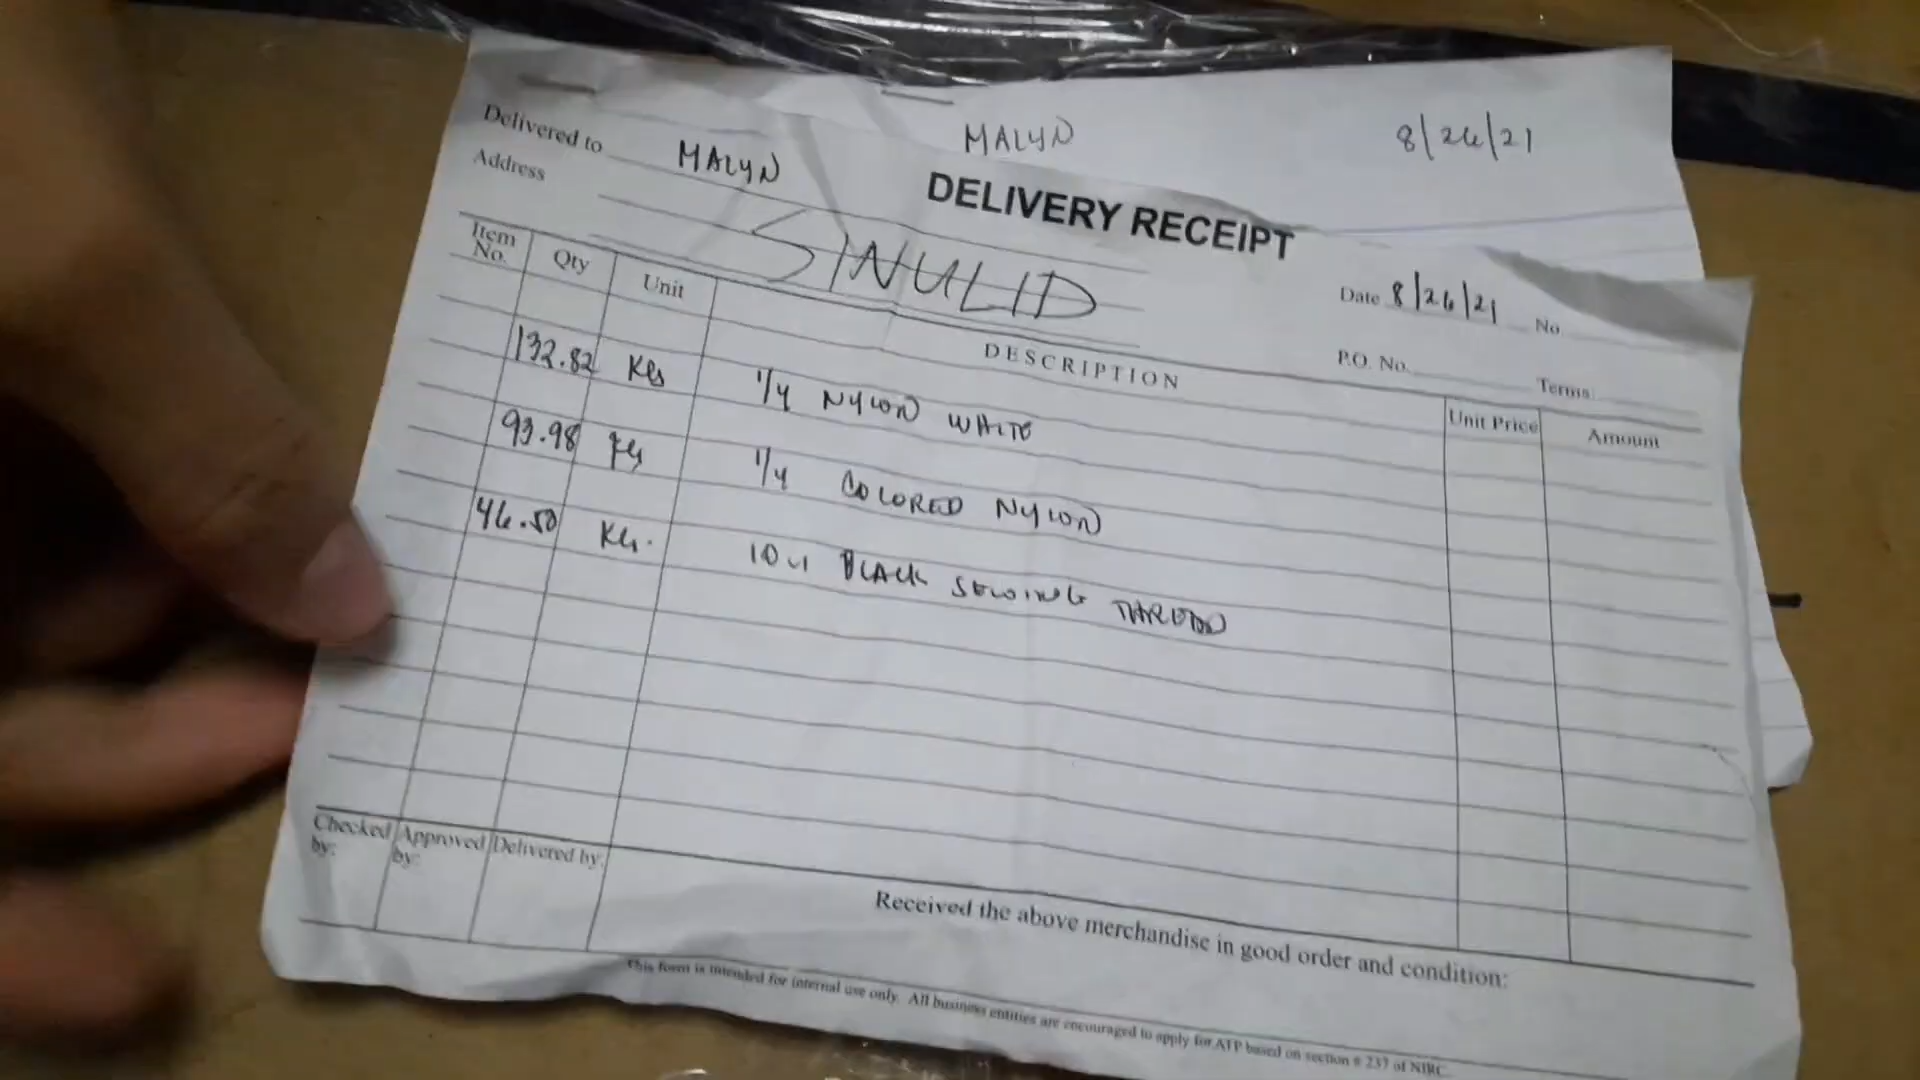 MALYN 8/26/21
DELIVERY RECEIPT
Delivered to MALYN
Address
SINULID
Date 8/26/21 No.
P.O. No. Terms:
Item No. Qty Unit DESCRIPTION Unit Price Amount
132.82 KGS 1/4 NYLON WHITE
93.98 KGS 1/4 COLORED NYLON
46.50 KGS. BLACK SEWING THREAD
Checked by: Approved by: Delivered by:
Received the above merchandise in good order and condition:
This form is intended for internal use only. All business entities are encouraged to apply for ATP based on section # 237 of NIRC.